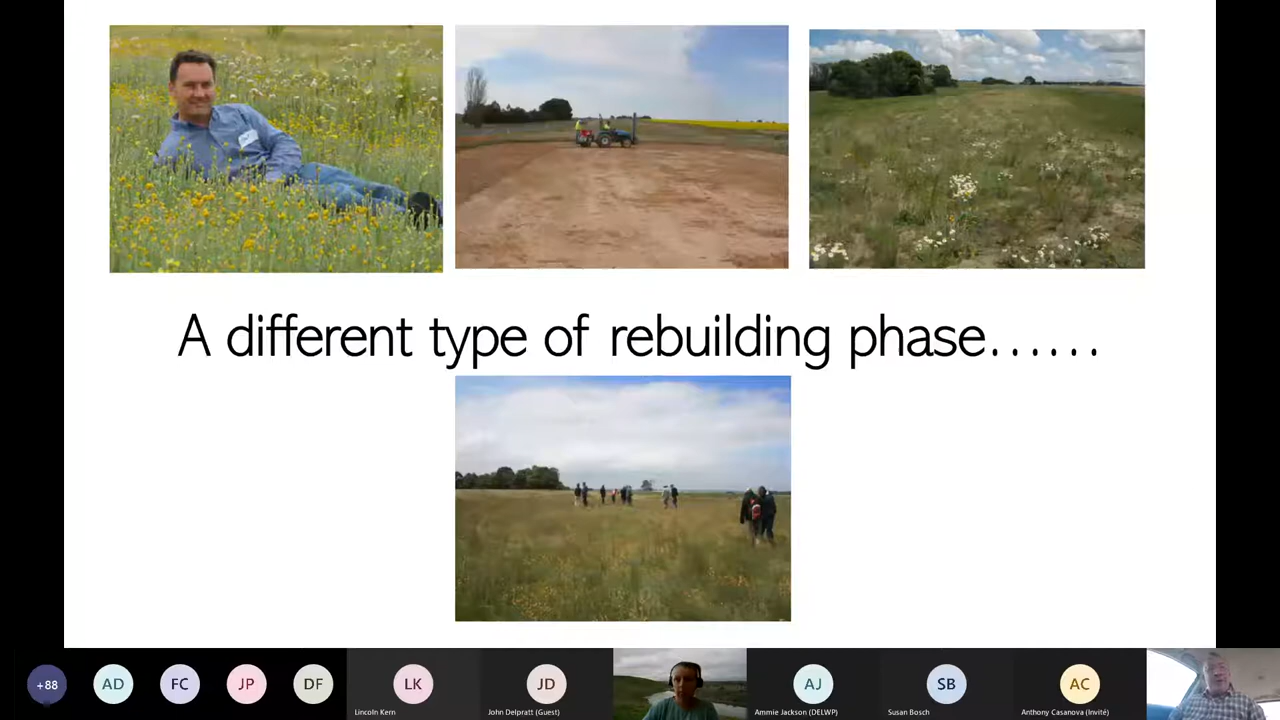 A different type of rebuilding phase......
+88
AD
FC
JP
DF
LK
JD
AJ
SB
AC
Lincoln Kern
John Delpratt (Guest)
Ammie Jackson (DELWP)
Susan Bosch
Anthony Casanova (Invité)